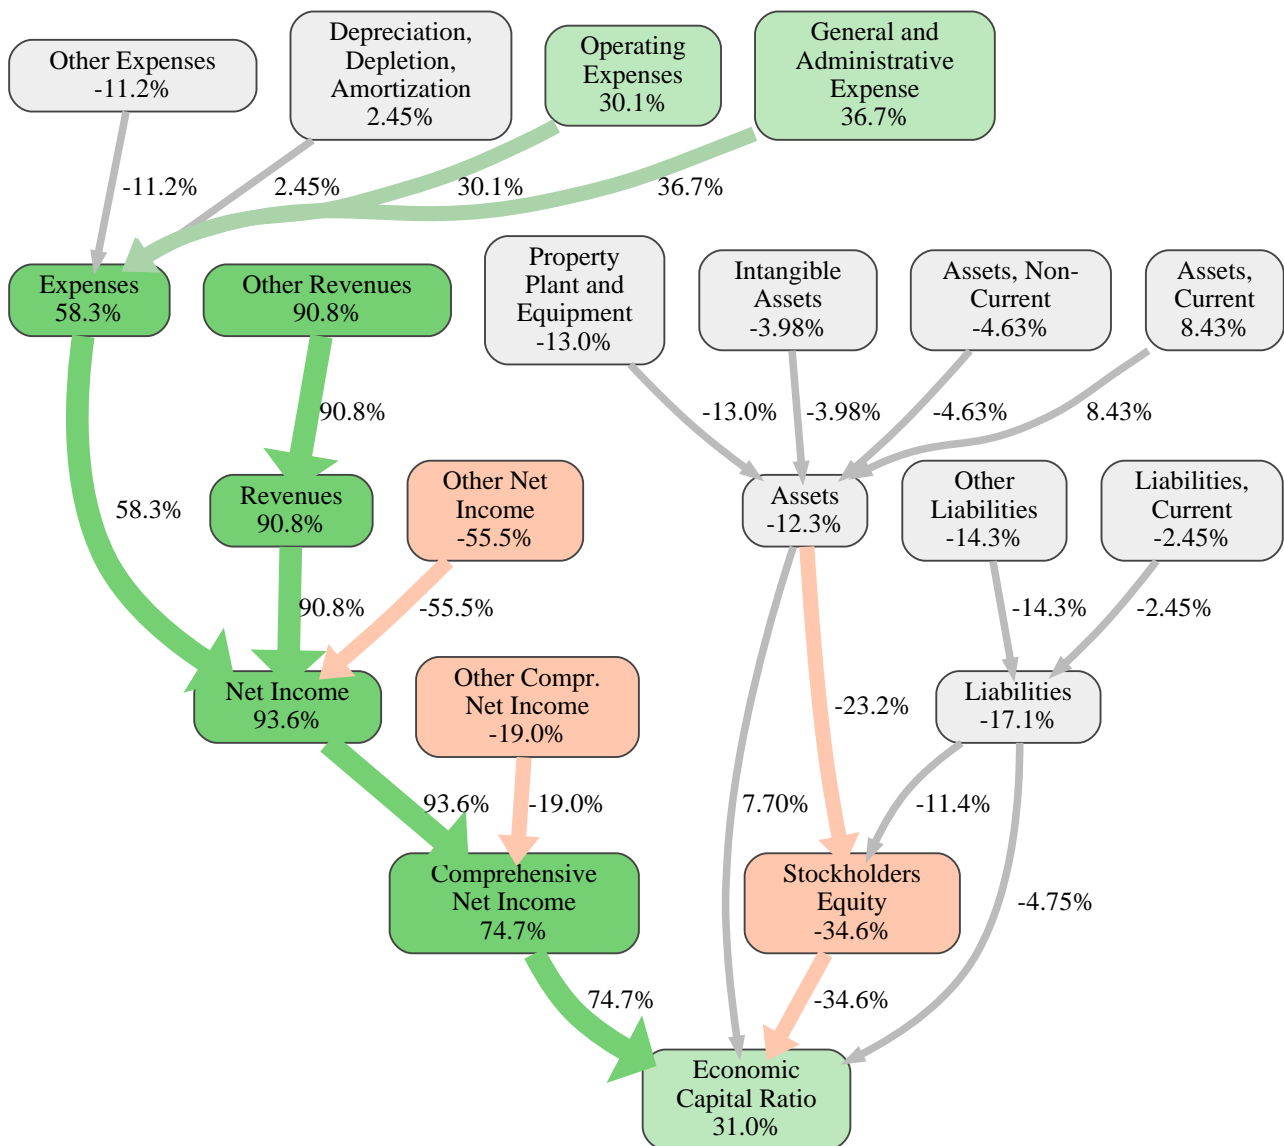 Other Expenses
-11.2%
Depreciation,
Depletion,
Amortization
2.45%
Operating
Expenses
30.1%
General and
Administrative
Expense
36.7%
-11.2%
2.45%
30.1%
36.7%
Expenses
58.3%
Other Revenues
90.8%
Property
Plant and
Equipment
-13.0%
Intangible
Assets
-3.98%
Assets, Non-
Current
-4.63%
Assets,
Current
8.43%
90.8%
-13.0%
-3.98%
-4.63%
8.43%
58.3%
Revenues
90.8%
Other Net
Income
-55.5%
Assets
-12.3%
Other
Liabilities
-14.3%
Liabilities,
Current
-2.45%
90.8%
-55.5%
-14.3%
-2.45%
Net Income
93.6%
Other Compr.
Net Income
-19.0%
-23.2%
Liabilities
-17.1%
93.6%
-19.0%
7.70%
-11.4%
Comprehensive
Net Income
74.7%
Stockholders
Equity
-34.6%
-4.75%
74.7%
-34.6%
Economic
Capital Ratio
31.0%